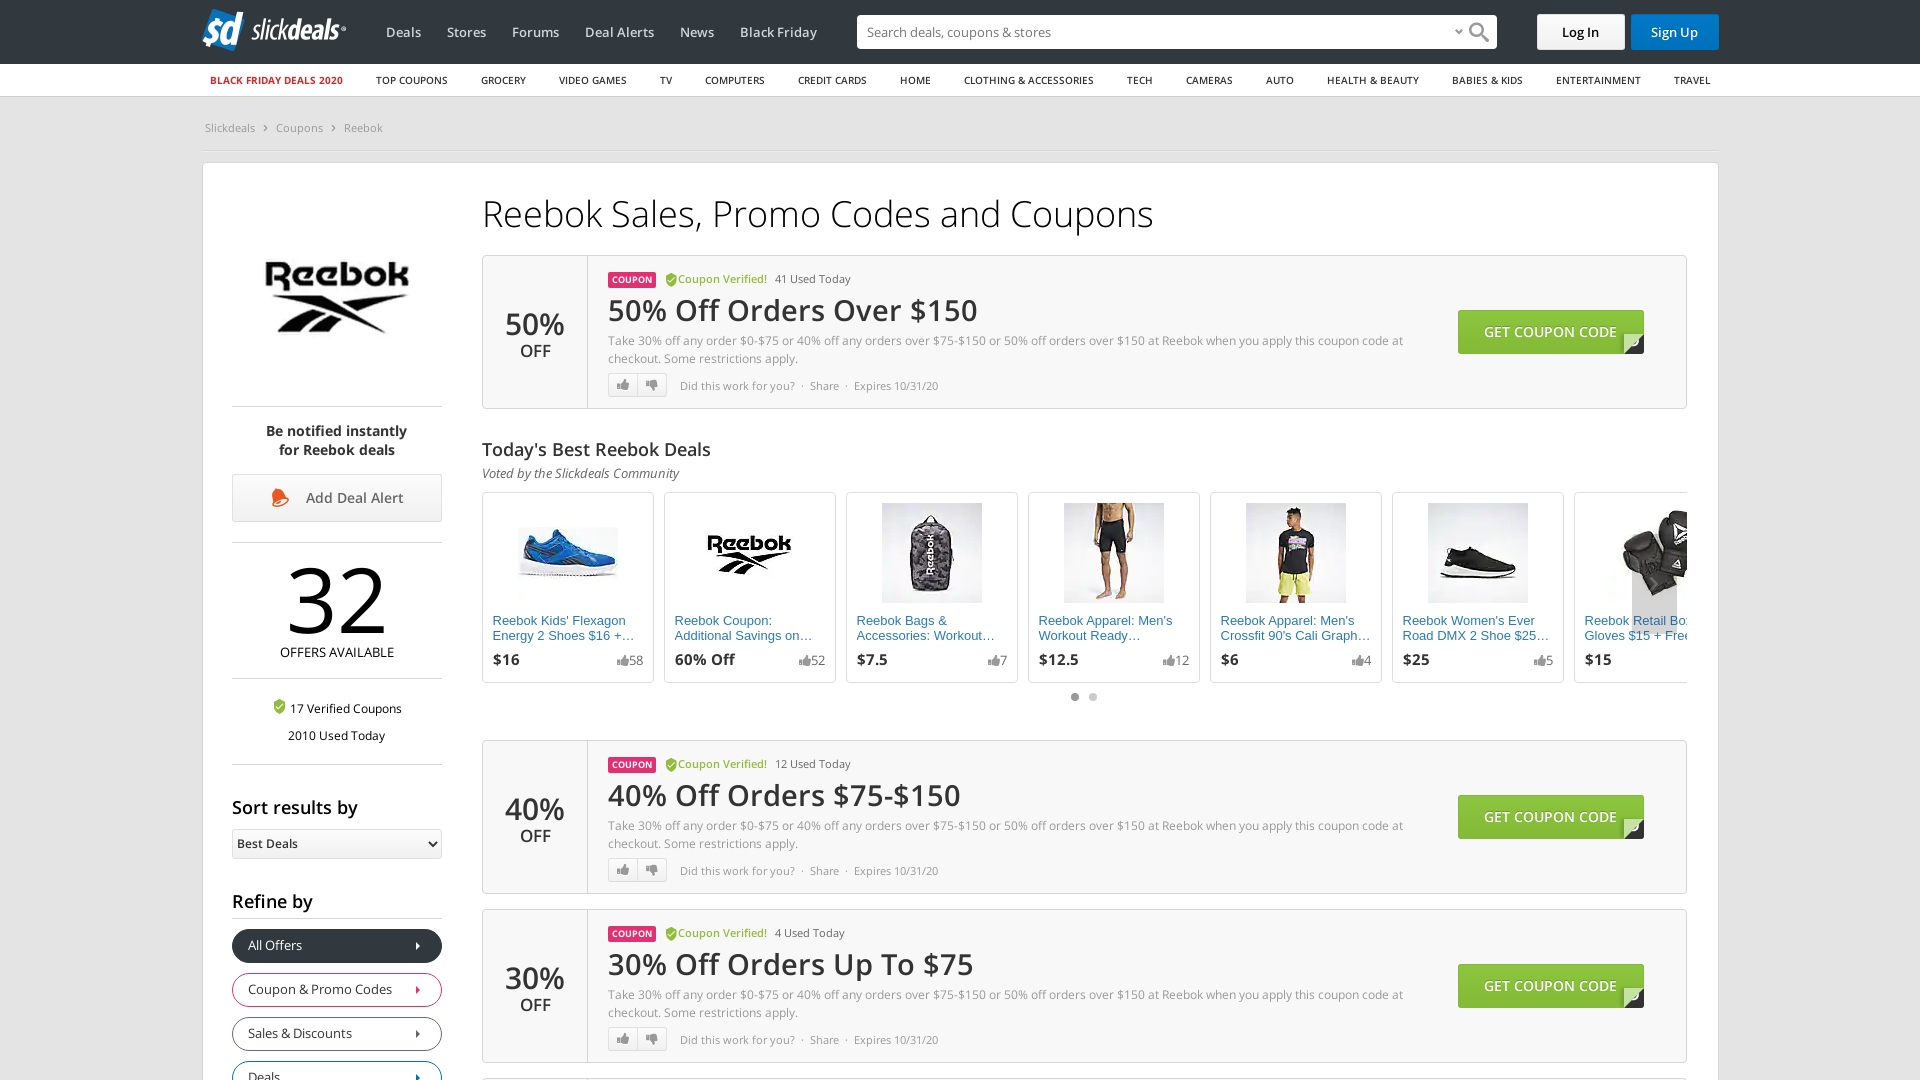 slickdeals
Deals
Stores
Forums
Deal Alerts
News
Black Friday
Search deals, coupons & stores
Log In
Sign Up
BLACK FRIDAY DEALS 2020
TOP COUPONS
GROCERY
VIDEO GAMES
TV
COMPUTERS
CREDIT CARDS
HOME
CLOTHING & ACCESSORIES
TECH
CAMERAS
AUTO
HEALTH & BEAUTY
BABIES & KIDS
ENTERTAINMENT
TRAVEL
Slickdeals > Coupons > Reebok
Reebok
Be notified instantly
for Reebok deals
Add Deal Alert
32
OFFERS AVAILABLE
17 Verified Coupons
2010 Used Today
Sort results by
Best Deals
Refine by
All Offers
Coupon & Promo Codes
Sales & Discounts
Deals
Reebok Sales, Promo Codes and Coupons
50%
OFF
COUPON Coupon Verified! 41 Used Today
50% Off Orders Over $150
Take 30% off any order $0-$75 or 40% off any orders over $75-$150 or 50% off orders over $150 at Reebok when you apply this coupon code at
checkout. Some restrictions apply.
Did this work for you? · Share · Expires 10/31/20
GET COUPON CODE
Today's Best Reebok Deals
Voted by the Slickdeals Community
Reebok Kids' Flexagon
Energy 2 Shoes $16 +...
$16
58
Reebok
Reebok Coupon:
Additional Savings on...
60% Off
52
Reebok
Reebok Bags &
Accessories: Workout...
$7.5
7
Reebok Apparel: Men's
Workout Ready...
$12.5
12
Reebok Apparel: Men's
Crossfit 90's Cali Graph...
$6
4
Reebok Women's Ever
Road DMX 2 Shoe $25...
$25
5
Reebok Retail Bo
Gloves $15 + Free
$15
40%
OFF
COUPON Coupon Verified! 12 Used Today
40% Off Orders $75-$150
Take 30% off any order $0-$75 or 40% off any orders over $75-$150 or 50% off orders over $150 at Reebok when you apply this coupon code at
checkout. Some restrictions apply.
Did this work for you? · Share · Expires 10/31/20
GET COUPON CODE
30%
OFF
COUPON Coupon Verified! 4 Used Today
30% Off Orders Up To $75
Take 30% off any order $0-$75 or 40% off any orders over $75-$150 or 50% off orders over $150 at Reebok when you apply this coupon code at
checkout. Some restrictions apply.
Did this work for you? · Share · Expires 10/31/20
GET COUPON CODE